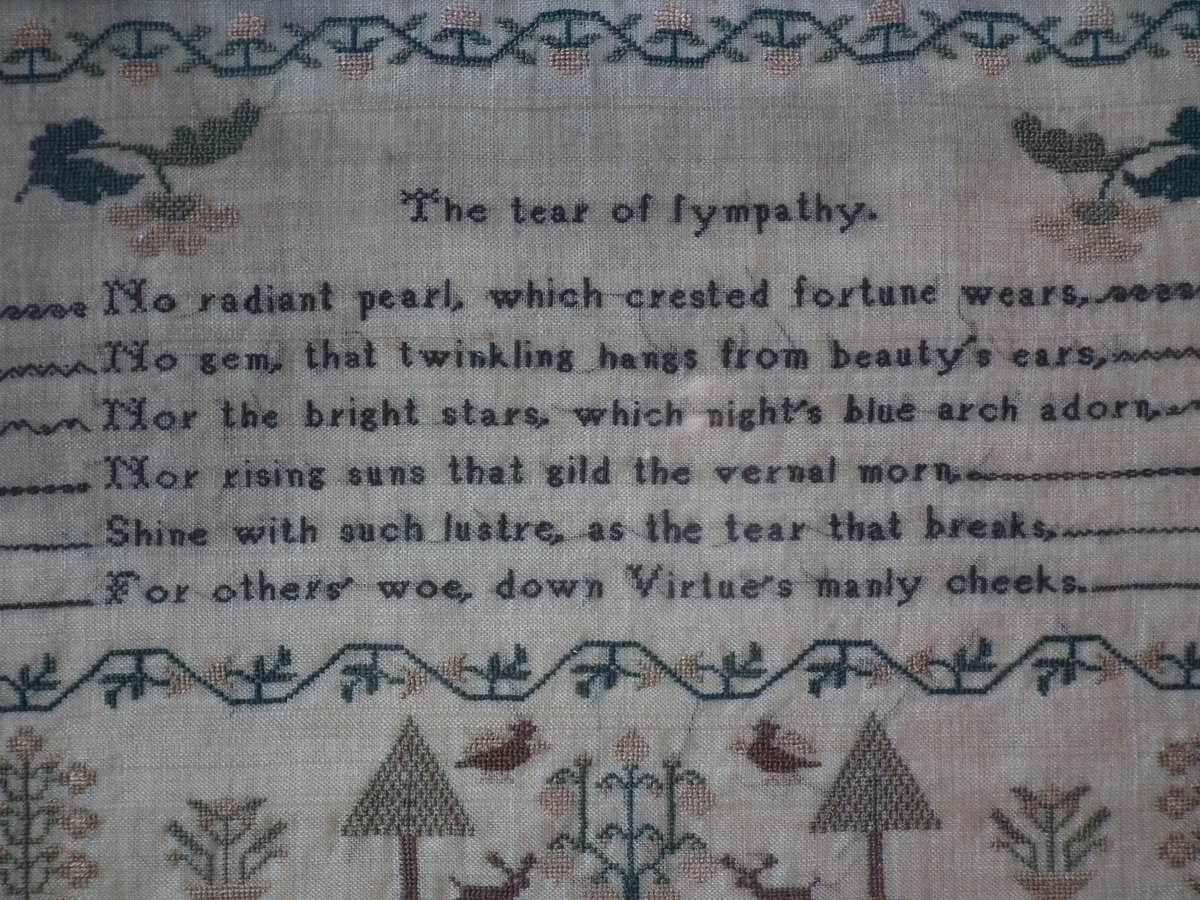 The tear of ſympathy.
No radiant pearl, which crested fortune wears,
No gem, that twinkling hangs from beauty's ears,
Nor the bright stars, which night's blue arch adorn,
Nor rising suns that gild the vernal morn,
Shine with such lustre, as the tear that breaks,
For others' woe, down Virtue's manly cheeks.